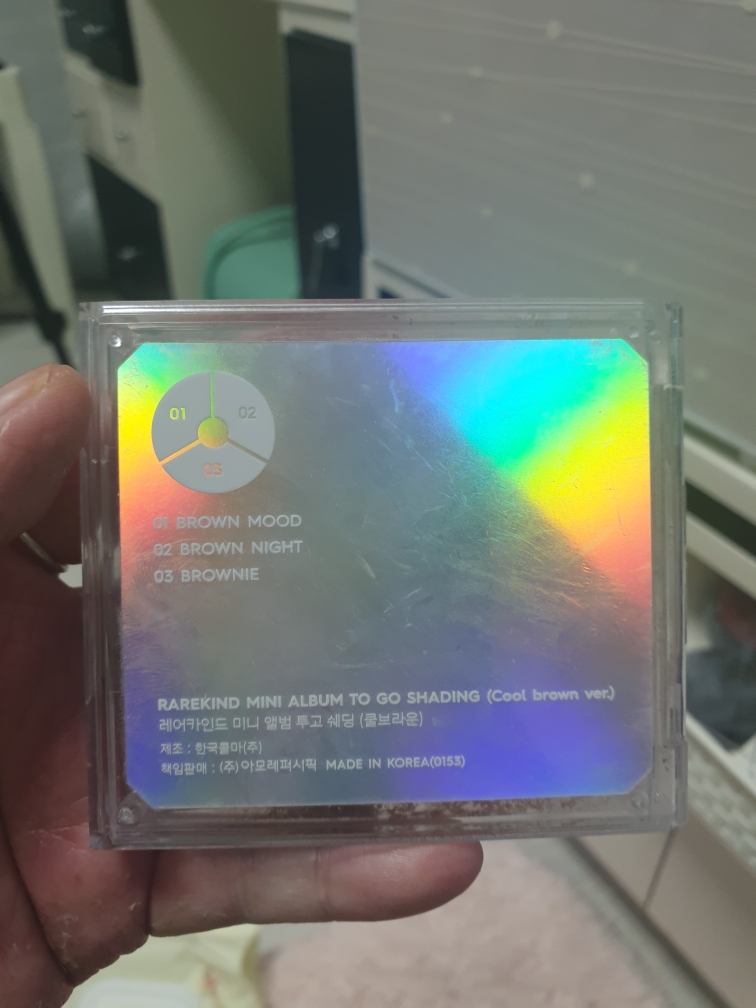 01
02
03
01 BROWN MOOD
02 BROWN NIGHT
03 BROWNIE
RAREKIND MINI ALBUM TO GO SHADING (Cool brown ver.)
레어카인드 미니 앨범 투고 쉐딩 (쿨브라운)
제조 : 한국콜마(주)
책임판매 : (주)아모레퍼시픽 MADE IN KOREA(0153)